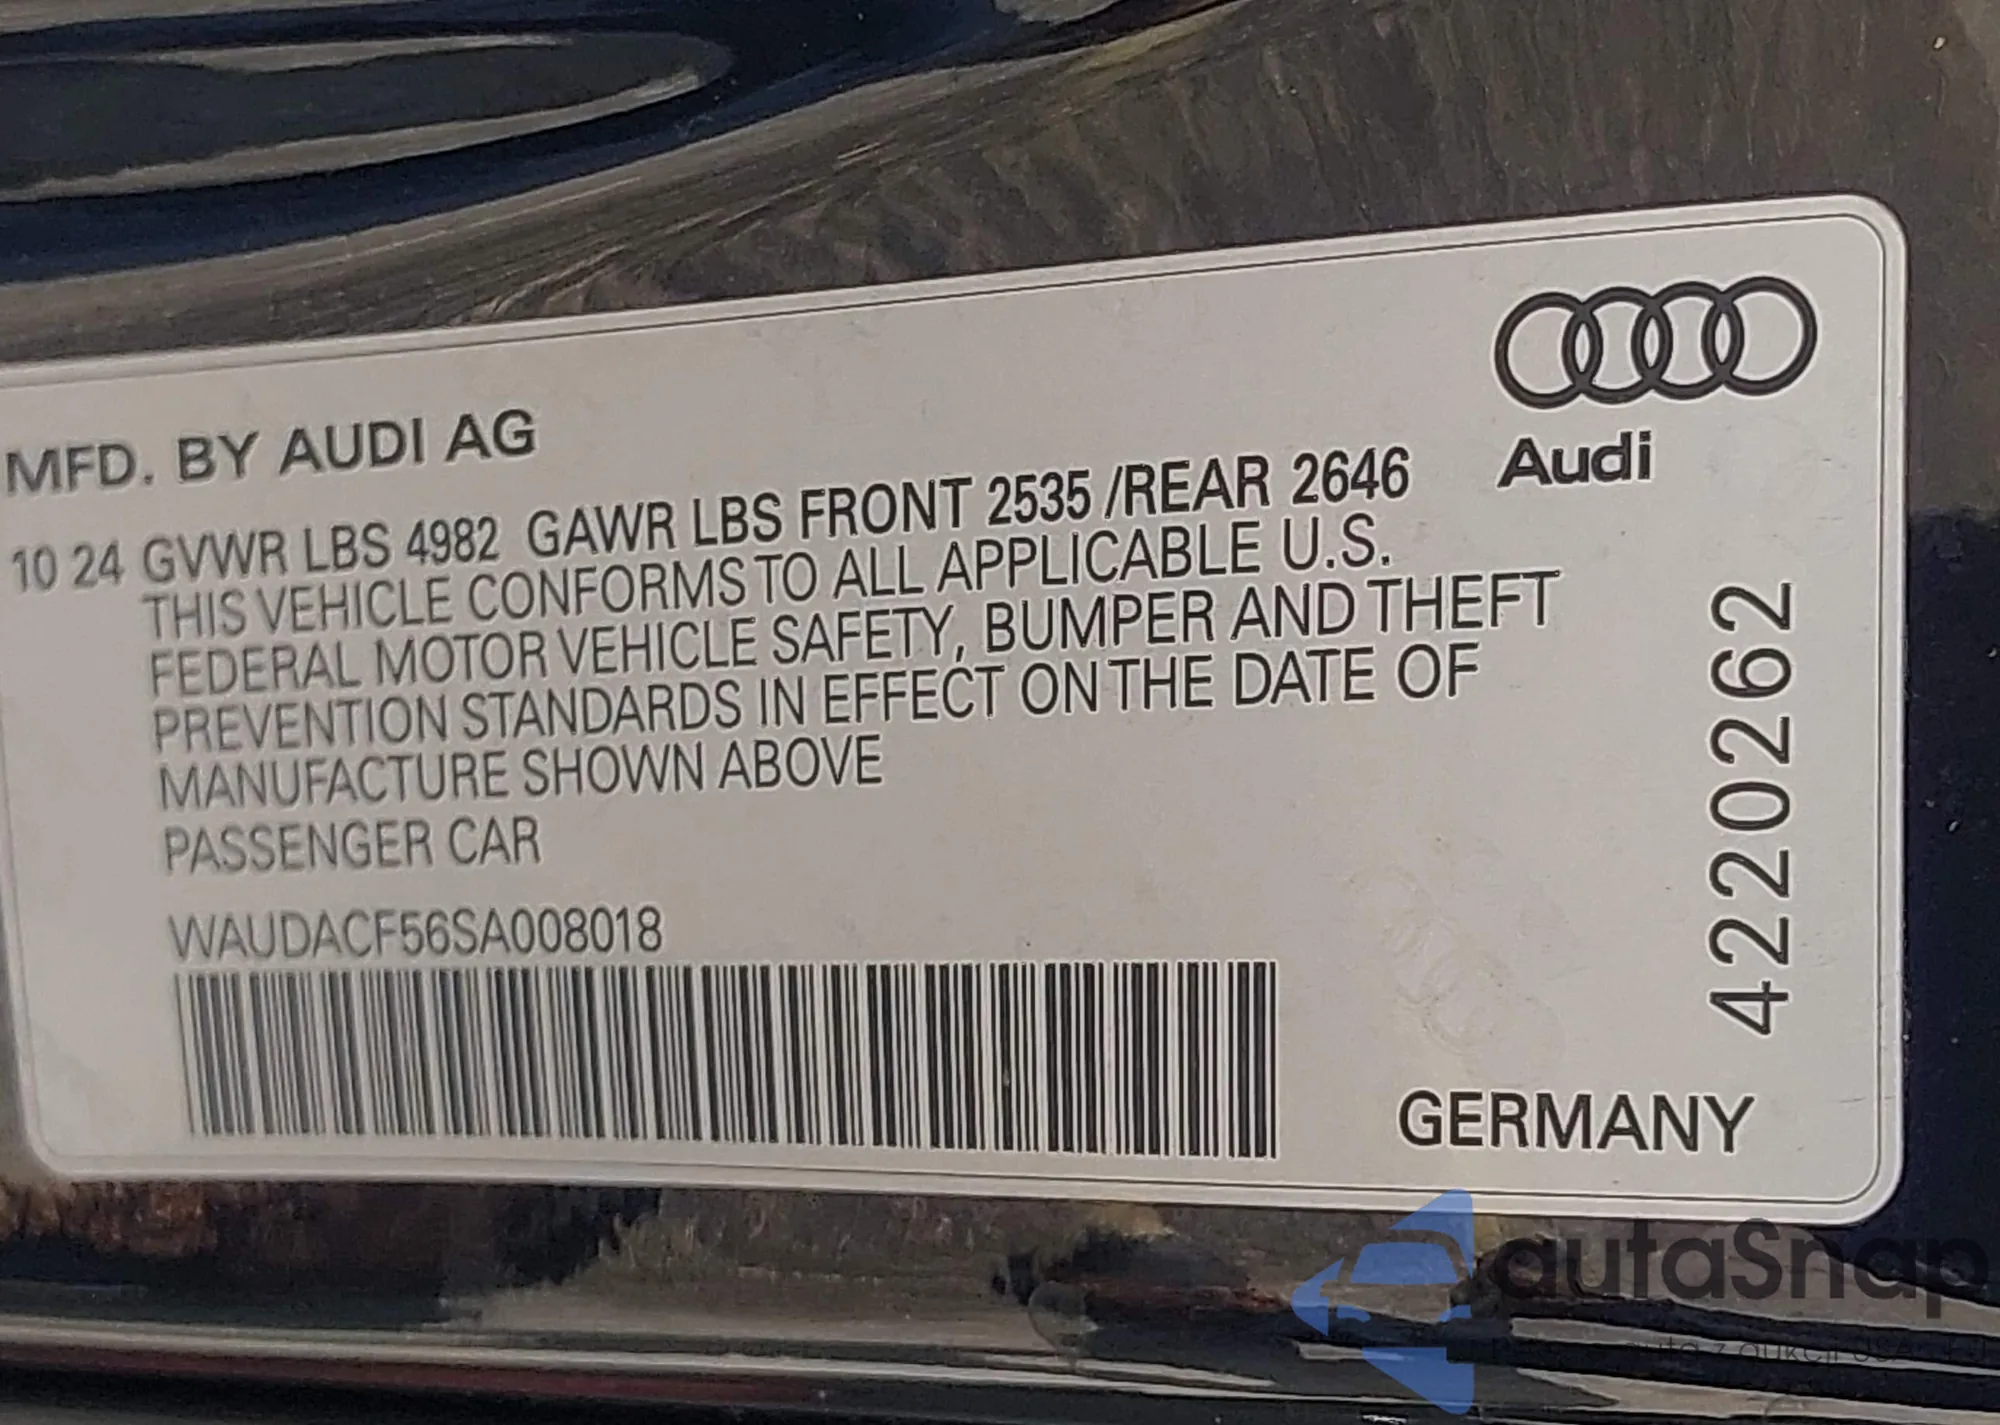 MFD. BY AUDI AG
10 24 GVWR LBS 4982 GAWR LBS FRONT 2535 /REAR 2646
THIS VEHICLE CONFORMS TO ALL APPLICABLE U.S.
FEDERAL MOTOR VEHICLE SAFETY, BUMPER AND THEFT
PREVENTION STANDARDS IN EFFECT ON THE DATE OF
MANUFACTURE SHOWN ABOVE
PASSENGER CAR
WAUDACF56SA008018
Audi
4220262
GERMANY
autaSnap